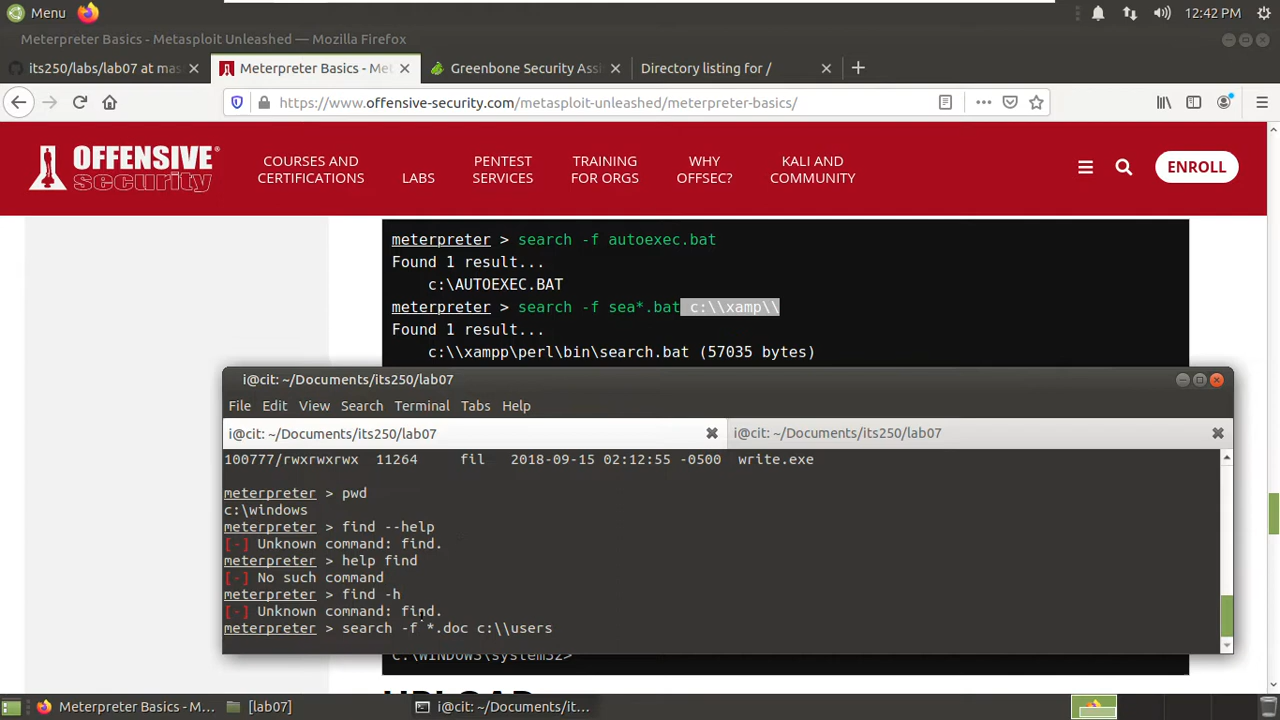 Menu
12:42 PM
Meterpreter Basics - Metasploit Unleashed — Mozilla Firefox
its250/labs/lab07 at mas
Meterpreter Basics - Met
Greenbone Security Assi
Directory listing for /
https://www.offensive-security.com/metasploit-unleashed/meterpreter-basics/
OFFENSIVE
security
COURSES AND
CERTIFICATIONS
LABS
PENTEST
SERVICES
TRAINING
FOR ORGS
WHY
OFFSEC?
KALI AND
COMMUNITY
ENROLL
meterpreter > search -f autoexec.bat
Found 1 result...
c:\AUTOEXEC.BAT
meterpreter > search -f sea*.bat c:\\xamp\\
Found 1 result...
c:\\xampp\perl\bin\search.bat (57035 bytes)
i@cit: ~/Documents/its250/lab07
File Edit View Search Terminal Tabs Help
i@cit: ~/Documents/its250/lab07
i@cit: ~/Documents/its250/lab07
100777/rwxrwxrwx 11264 fil 2018-09-15 02:12:55 -0500 write.exe
meterpreter > pwd
c:\windows
meterpreter > find --help
[-] Unknown command: find.
meterpreter > help find
[-] No such command
meterpreter > find -h
[-] Unknown command: find.
meterpreter > search -f *.doc c:\\users
C:\WINDOWS\system32>
UPLOAD
Meterpreter Basics - M...
[lab07]
i@cit: ~/Documents/it...